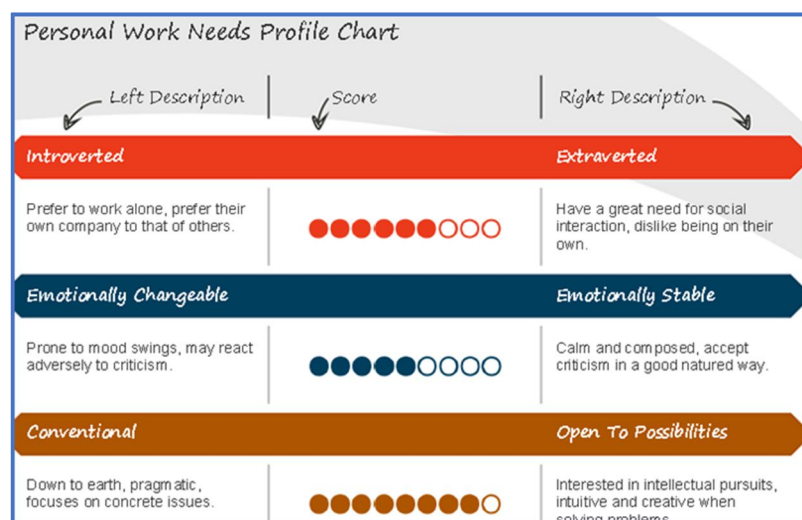 Personal Work Needs Profile Chart
Left Description
Score
Right Description
Introverted
Extraverted
Prefer to work alone, prefer their
own company to that of others.
Have a great need for social
interaction, dislike being on their
own.
Emotionally Changeable
Emotionally Stable
Prone to mood swings, may react
adversely to criticism.
Calm and composed, accept
criticism in a good natured way.
Conventional
Open To Possibilities
Down to earth, pragmatic,
focuses on concrete issues.
Interested in intellectual pursuits,
intuitive and creative when
solving problems